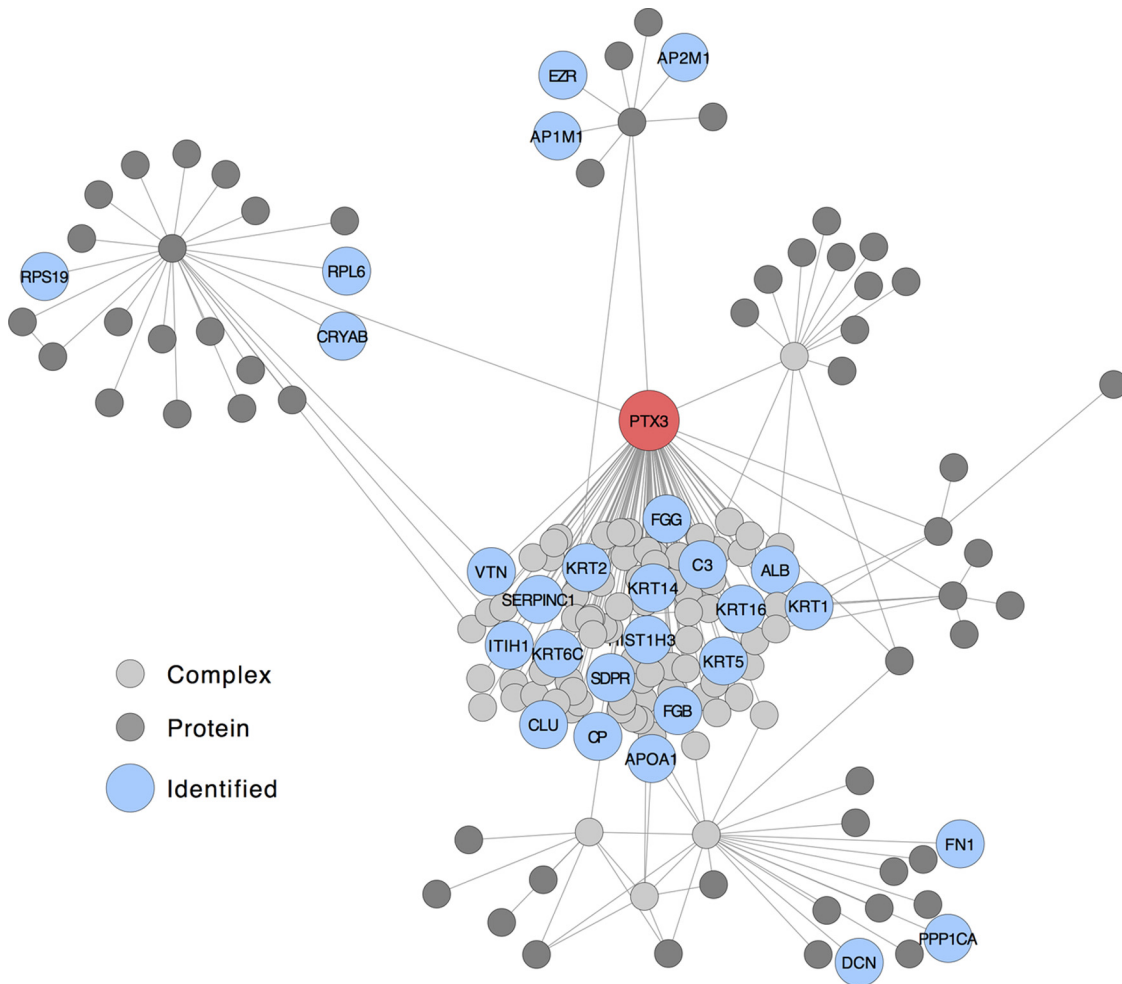 AP2M1
EZR
AP1M1
RPS19
RPL6
CRYAB
PTX3
FGG
C3
ALB
VTN
KRT2
KRT14
SERPINC1
KRT16
KRT1
ITIH1
KRT6C
HIST1H3
KRT5
SDPR
FGB
CLU
CP
APOA1
Complex
Protein
Identified
FN1
PPP1CA
DCN